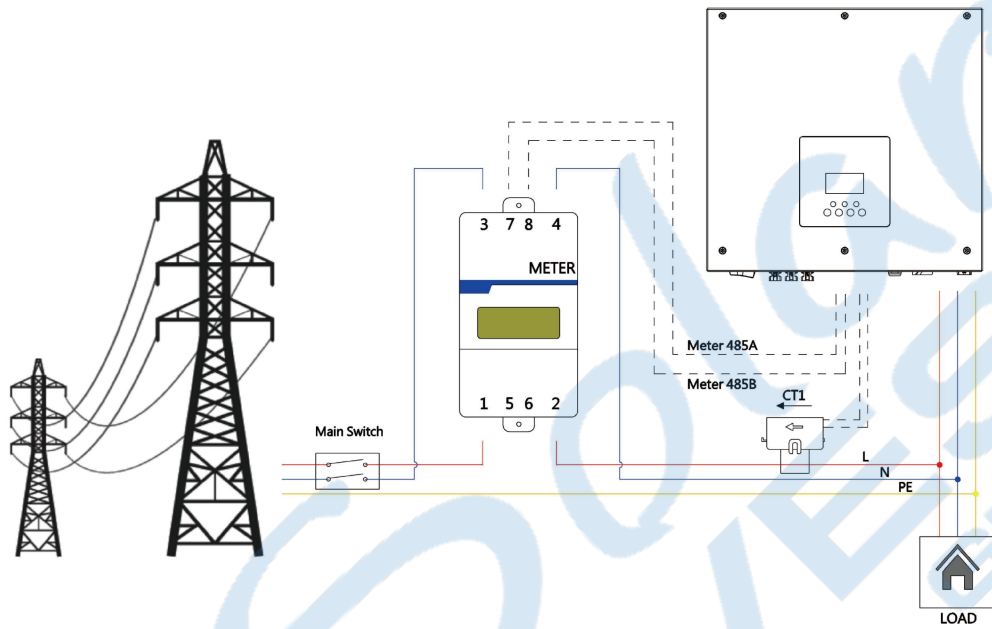 3 7 8 4
METER
Meter 485A
Meter 485B
CT1
1 5 6 2
Main Switch
L
N
PE
LOAD